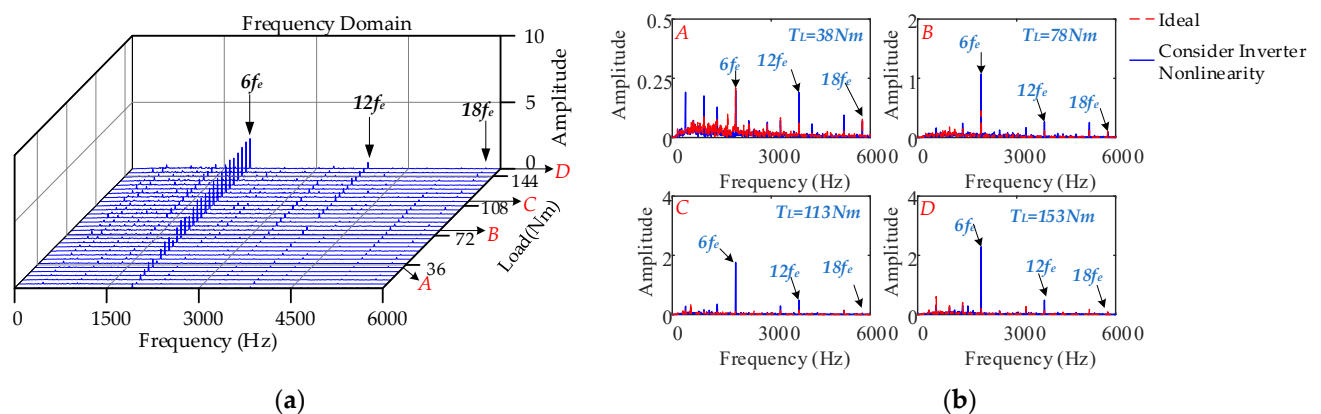 Frequency Domain
10
5
0
Amplitude
6fe
12fe
18fe
D
144
C
108
B
72
36
A
Load(Nm)
0
1500
3000
4500
6000
Frequency (Hz)
(a)
A
TL=38Nm
6fe
12fe
18fe
0.5
0.25
0
Amplitude
0
3000
6000
Frequency (Hz)
B
TL=78Nm
6fe
12fe
18fe
2
1
0
Amplitude
0
3000
6000
Frequency (Hz)
Ideal
Consider Inverter
Nonlinearity
C
TL=113Nm
6fe
12fe
18fe
4
2
0
Amplitude
0
3000
6000
Frequency (Hz)
D
TL=153Nm
6fe
12fe
18fe
4
2
0
Amplitude
0
3000
6000
Frequency (Hz)
(b)